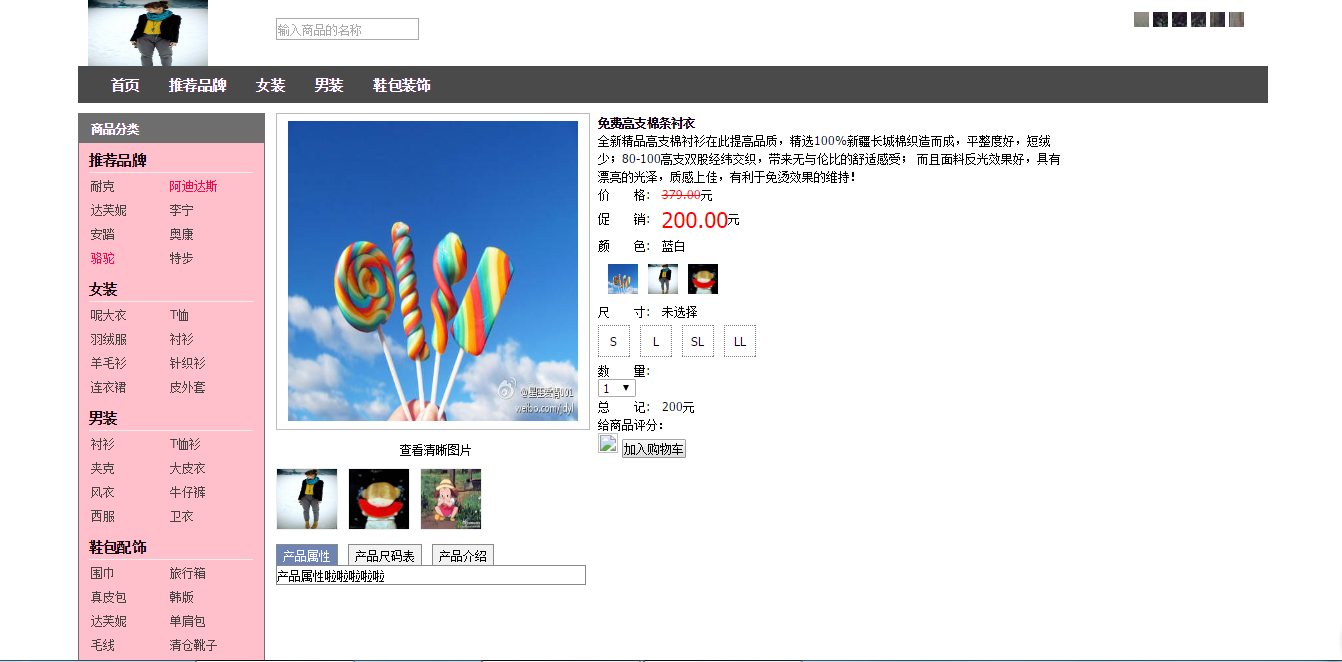 输入商品的名称
首页 推荐品牌 女装 男装 鞋包装饰
商品分类
推荐品牌
耐克 阿迪达斯
达芙妮 李宁
安踏 奥康
骆驼 特步
女装
呢大衣 T恤
羽绒服 衬衫
羊毛衫 针织衫
连衣裙 皮外套
男装
衬衫 T恤衫
夹克 大皮衣
风衣 牛仔裤
西服 卫衣
鞋包配饰
围巾 旅行箱
真皮包 韩版
达芙妮 单肩包
毛线 清仓靴子
@星座爱情001
weibo.com/jdyl
查看清晰图片
产品属性 产品尺码表 产品介绍
产品属性啦啦啦啦啦
免费高支棉条衬衣
全新精品高支棉衬衫在此提高品质，精选100%新疆长城棉织造而成，平整度好，短绒
少；80-100高支双股经纬交织，带来无与伦比的舒适感受； 而且面料反光效果好，具有
漂亮的光泽，质感上佳，有利于免烫效果的维持！
价 格： 379.00元
促 销： 200.00元
颜 色： 蓝白
尺 寸： 未选择
S L SL LL
数 量：
1
总 记： 200元
给商品评分：
加入购物车